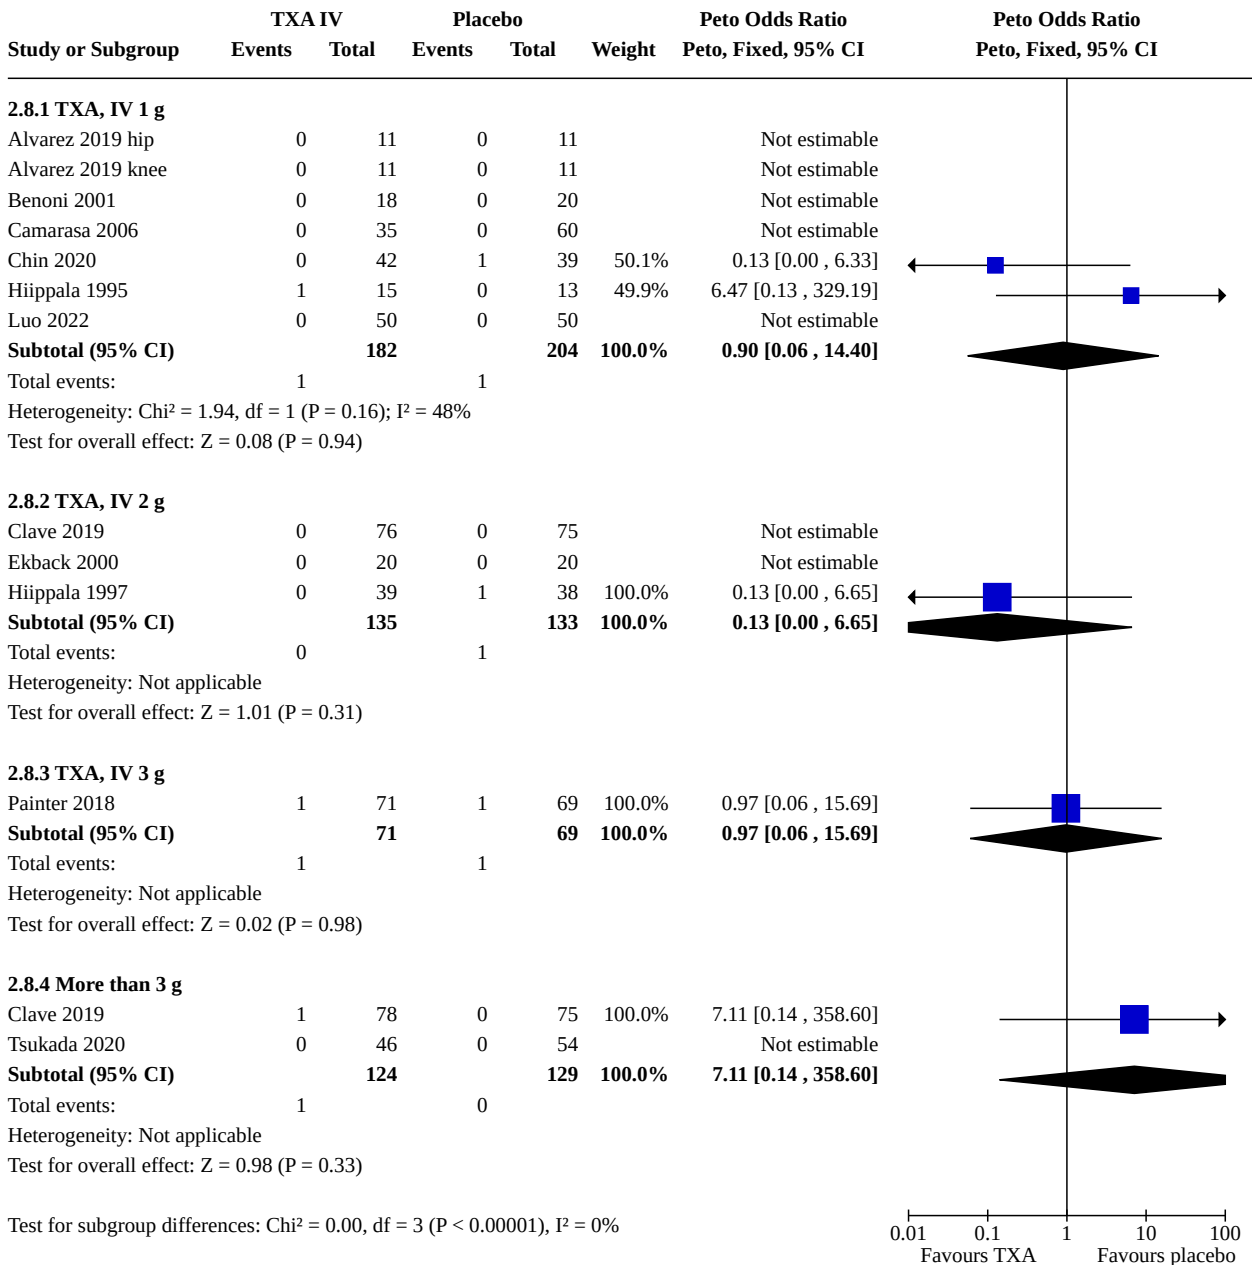 TXA IV Placebo Peto Odds Ratio Peto Odds Ratio
Study or Subgroup Events Total Events Total Weight Peto, Fixed, 95% CI Peto, Fixed, 95% CI
2.8.1 TXA, IV 1 g
Alvarez 2019 hip 0 11 0 11 Not estimable
Alvarez 2019 knee 0 11 0 11 Not estimable
Benoni 2001 0 18 0 20 Not estimable
Camarasa 2006 0 35 0 60 Not estimable
Chin 2020 0 42 1 39 50.1% 0.13 [0.00 , 6.33]
Hiippala 1995 1 15 0 13 49.9% 6.47 [0.13 , 329.19]
Luo 2022 0 50 0 50 Not estimable
Subtotal (95% CI) 182 204 100.0% 0.90 [0.06 , 14.40]
Total events: 1 1
Heterogeneity: Chi² = 1.94, df = 1 (P = 0.16); I² = 48%
Test for overall effect: Z = 0.08 (P = 0.94)
2.8.2 TXA, IV 2 g
Clave 2019 0 76 0 75 Not estimable
Ekback 2000 0 20 0 20 Not estimable
Hiippala 1997 0 39 1 38 100.0% 0.13 [0.00 , 6.65]
Subtotal (95% CI) 135 133 100.0% 0.13 [0.00 , 6.65]
Total events: 0 1
Heterogeneity: Not applicable
Test for overall effect: Z = 1.01 (P = 0.31)
2.8.3 TXA, IV 3 g
Painter 2018 1 71 1 69 100.0% 0.97 [0.06 , 15.69]
Subtotal (95% CI) 71 69 100.0% 0.97 [0.06 , 15.69]
Total events: 1 1
Heterogeneity: Not applicable
Test for overall effect: Z = 0.02 (P = 0.98)
2.8.4 More than 3 g
Clave 2019 1 78 0 75 100.0% 7.11 [0.14 , 358.60]
Tsukada 2020 0 46 0 54 Not estimable
Subtotal (95% CI) 124 129 100.0% 7.11 [0.14 , 358.60]
Total events: 1 0
Heterogeneity: Not applicable
Test for overall effect: Z = 0.98 (P = 0.33)
Test for subgroup differences: Chi² = 0.00, df = 3 (P < 0.00001), I² = 0%
0.01 0.1 1 10 100
Favours TXA Favours placebo